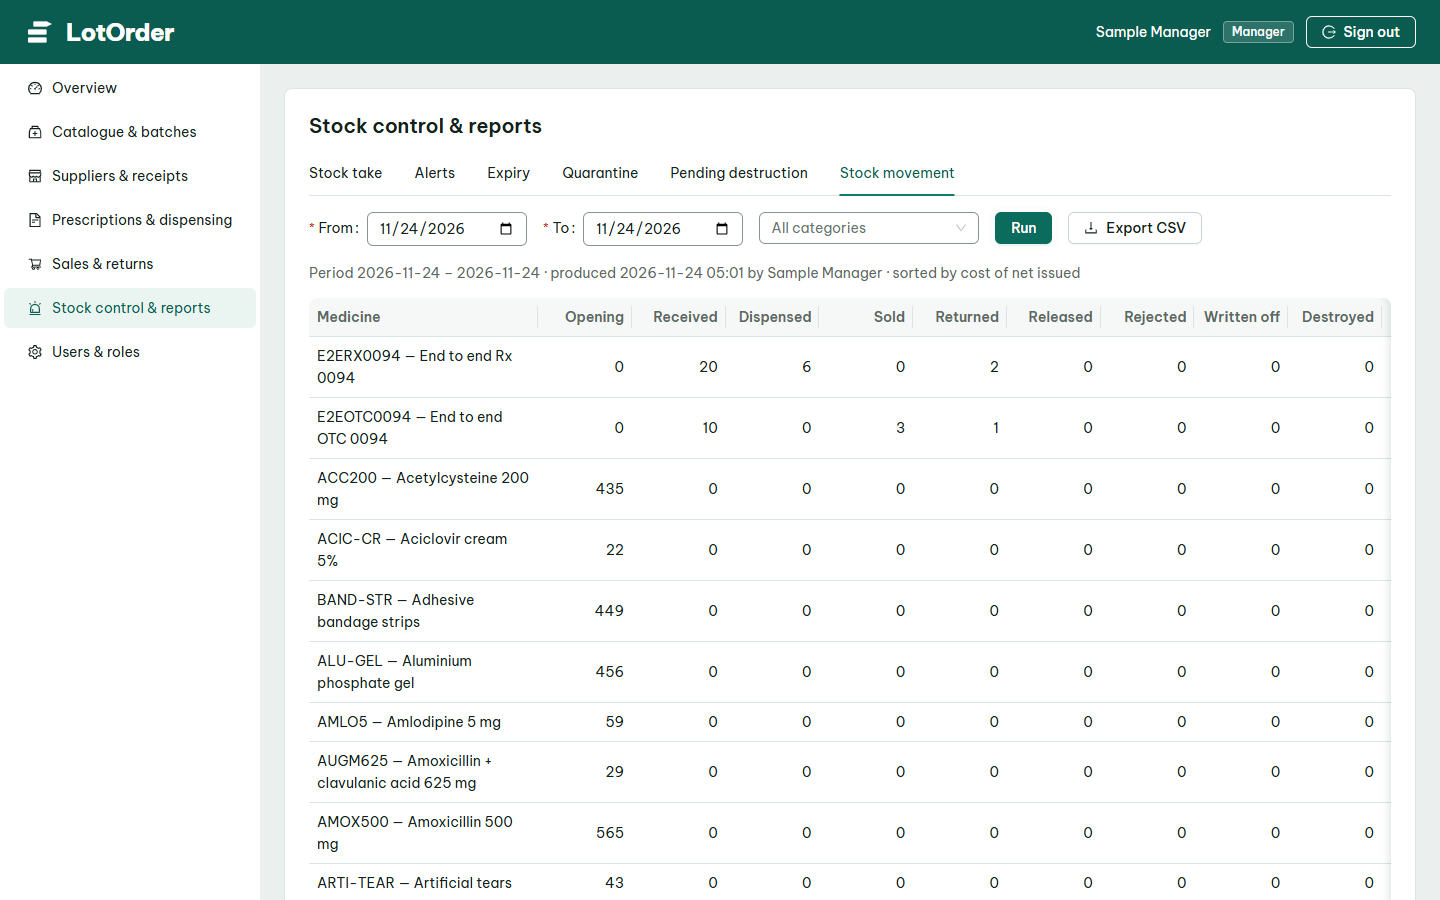 LotOrder
Sample Manager Manager Sign out
Overview
Catalogue & batches
Suppliers & receipts
Prescriptions & dispensing
Sales & returns
Stock control & reports
Users & roles
Stock control & reports
Stock take Alerts Expiry Quarantine Pending destruction Stock movement
* From: 11/24/2026 * To: 11/24/2026 All categories Run Export CSV
Period 2026-11-24 – 2026-11-24 · produced 2026-11-24 05:01 by Sample Manager · sorted by cost of net issued
Medicine Opening Received Dispensed Sold Returned Released Rejected Written off Destroyed
E2ERX0094 — End to end Rx
0094 0 20 6 0 2 0 0 0 0
E2EOTC0094 — End to end
OTC 0094 0 10 0 3 1 0 0 0 0
ACC200 — Acetylcysteine 200
mg 435 0 0 0 0 0 0 0 0
ACIC-CR — Aciclovir cream
5% 22 0 0 0 0 0 0 0 0
BAND-STR — Adhesive
bandage strips 449 0 0 0 0 0 0 0 0
ALU-GEL — Aluminium
phosphate gel 456 0 0 0 0 0 0 0 0
AMLO5 — Amlodipine 5 mg 59 0 0 0 0 0 0 0 0
AUGM625 — Amoxicillin +
clavulanic acid 625 mg 29 0 0 0 0 0 0 0 0
AMOX500 — Amoxicillin 500
mg 565 0 0 0 0 0 0 0 0
ARTI-TEAR — Artificial tears 43 0 0 0 0 0 0 0 0